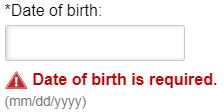 *Date of birth:
Date of birth is required.
(mm/dd/yyyy)